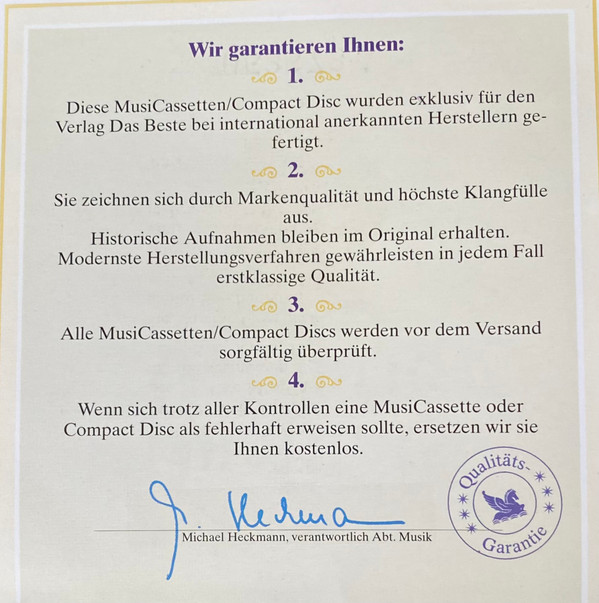 Wir garantieren Ihnen:
1.
Diese MusiCassetten/Compact Disc wurden exklusiv für den
Verlag Das Beste bei international anerkannten Herstellern ge-
fertigt.
2.
Sie zeichnen sich durch Markenqualität und höchste Klangfülle
aus.
Historische Aufnahmen bleiben im Original erhalten.
Modernste Herstellungsverfahren gewährleisten in jedem Fall
erstklassige Qualität.
3.
Alle MusiCassetten/Compact Discs werden vor dem Versand
sorgfältig überprüft.
4.
Wenn sich trotz aller Kontrollen eine MusiCassette oder
Compact Disc als fehlerhaft erweisen sollte, ersetzen wir sie
Ihnen kostenlos.
Michael Heckmann, verantwortlich Abt. Musik
Qualitäts-
Garantie